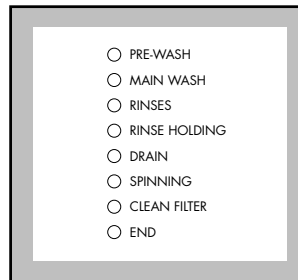 PRE-WASH
MAIN WASH
RINSES
RINSE HOLDING
DRAIN
SPINNING
CLEAN FILTER
END